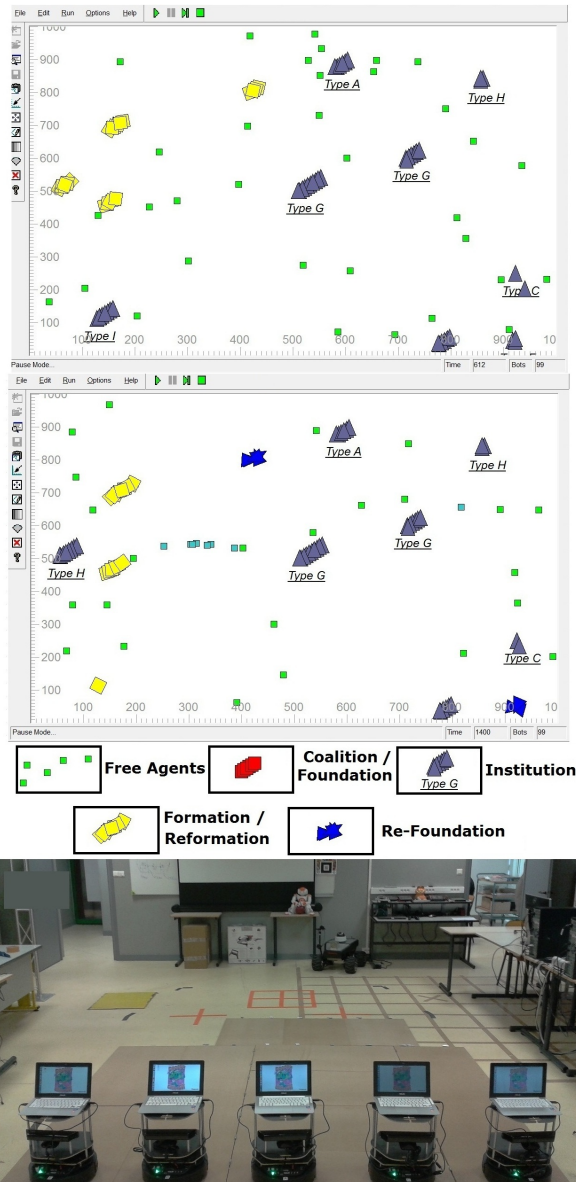 File Edit Run Options Help
1000
900
800
700
600
500
400
300
200
100
100 200 300 400 500 600 700 800 900 10
Type A
Type H
Type G
Type G
Type C
Type I
Pause Mode... Time 612 Bots 99
File Edit Run Options Help
1000
900
800
700
600
500
400
300
200
100
100 200 300 400 500 600 700 800 900 10
Type A
Type H
Type H
Type G
Type G
Type C
Pause Mode... Time 1400 Bots 99
Free Agents
Coalition /
Foundation
Type G
Institution
Formation /
Reformation
Re-Foundation